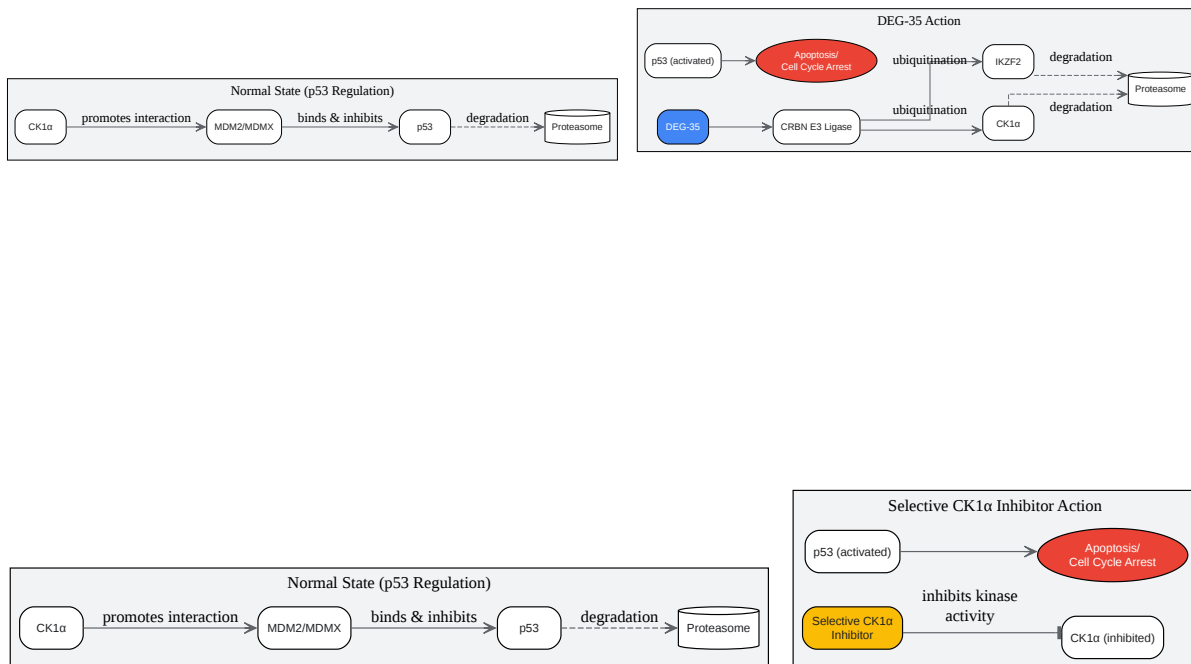 DEG-35 Action
p53 (activated)
Apoptosis/
Cell Cycle Arrest
ubiquitination
IKZF2
degradation
Proteasome
DEG-35
CRBN E3 Ligase
ubiquitination
CK1α
degradation
Normal State (p53 Regulation)
CK1α
promotes interaction
MDM2/MDMX
binds & inhibits
p53
degradation
Proteasome
Selective CK1α Inhibitor Action
p53 (activated)
Apoptosis/
Cell Cycle Arrest
Selective CK1α
Inhibitor
inhibits kinase
activity
CK1α (inhibited)
Normal State (p53 Regulation)
CK1α
promotes interaction
MDM2/MDMX
binds & inhibits
p53
degradation
Proteasome